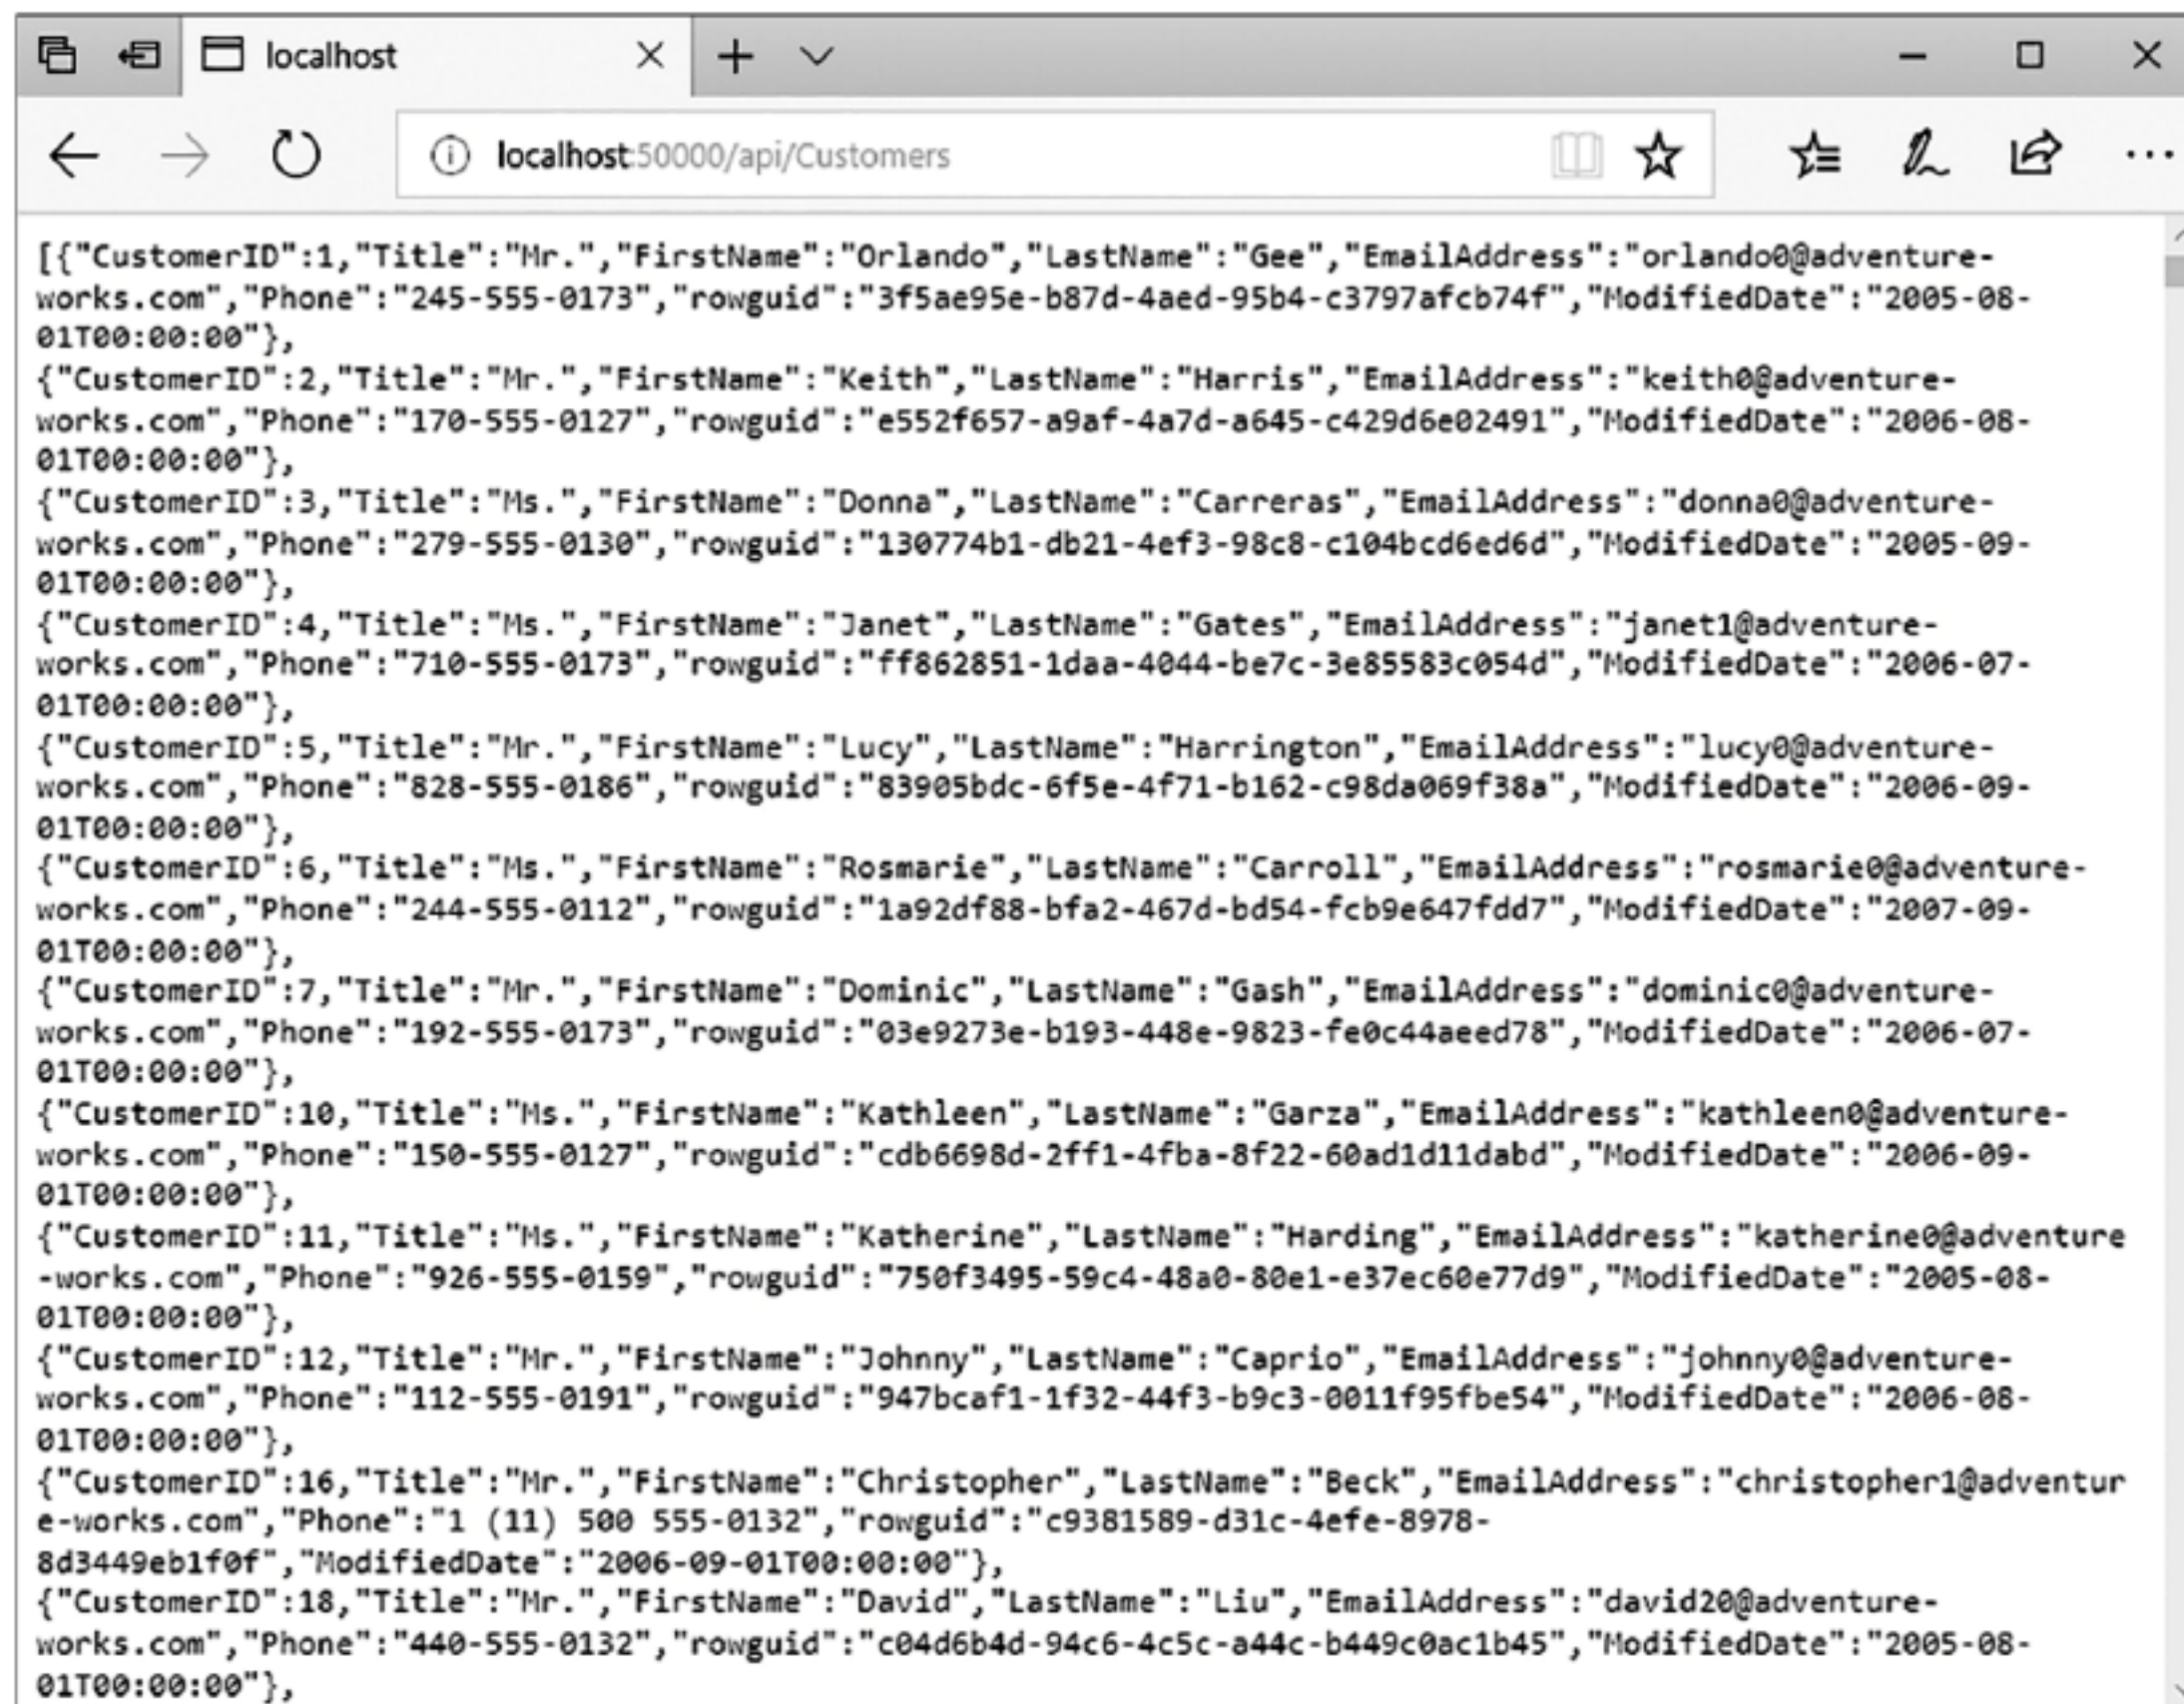 localhost
localhost:50000/api/Customers
[{"CustomerID":1,"Title":"Mr.","FirstName":"Orlando","LastName":"Gee","EmailAddress":"orlando0@adventure-
works.com","Phone":"245-555-0173","rowguid":"3f5ae95e-b87d-4aed-95b4-c3797afcb74f","ModifiedDate":"2005-08-
01T00:00:00"},
{"CustomerID":2,"Title":"Mr.","FirstName":"Keith","LastName":"Harris","EmailAddress":"keith0@adventure-
works.com","Phone":"170-555-0127","rowguid":"e552f657-a9af-4a7d-a645-c429d6e02491","ModifiedDate":"2006-08-
01T00:00:00"},
{"CustomerID":3,"Title":"Ms.","FirstName":"Donna","LastName":"Carreras","EmailAddress":"donna0@adventure-
works.com","Phone":"279-555-0130","rowguid":"130774b1-db21-4ef3-98c8-c104bcd6ed6d","ModifiedDate":"2005-09-
01T00:00:00"},
{"CustomerID":4,"Title":"Ms.","FirstName":"Janet","LastName":"Gates","EmailAddress":"janet1@adventure-
works.com","Phone":"710-555-0173","rowguid":"ff862851-1daa-4044-be7c-3e85583c054d","ModifiedDate":"2006-07-
01T00:00:00"},
{"CustomerID":5,"Title":"Mr.","FirstName":"Lucy","LastName":"Harrington","EmailAddress":"lucy0@adventure-
works.com","Phone":"828-555-0186","rowguid":"83905bdc-6f5e-4f71-b162-c98da069f38a","ModifiedDate":"2006-09-
01T00:00:00"},
{"CustomerID":6,"Title":"Ms.","FirstName":"Rosmarie","LastName":"Carroll","EmailAddress":"rosmarie0@adventure-
works.com","Phone":"244-555-0112","rowguid":"1a92df88-bfa2-467d-bd54-fcb9e647fdd7","ModifiedDate":"2007-09-
01T00:00:00"},
{"CustomerID":7,"Title":"Mr.","FirstName":"Dominic","LastName":"Gash","EmailAddress":"dominic0@adventure-
works.com","Phone":"192-555-0173","rowguid":"03e9273e-b193-448e-9823-fe0c44aeed78","ModifiedDate":"2006-07-
01T00:00:00"},
{"CustomerID":10,"Title":"Ms.","FirstName":"Kathleen","LastName":"Garza","EmailAddress":"kathleen0@adventure-
works.com","Phone":"150-555-0127","rowguid":"cdb6698d-2ff1-4fba-8f22-60ad1d11dabd","ModifiedDate":"2006-09-
01T00:00:00"},
{"CustomerID":11,"Title":"Ms.","FirstName":"Katherine","LastName":"Harding","EmailAddress":"katherine0@adventure
-works.com","Phone":"926-555-0159","rowguid":"750f3495-59c4-48a0-80e1-e37ec60e77d9","ModifiedDate":"2005-08-
01T00:00:00"},
{"CustomerID":12,"Title":"Mr.","FirstName":"Johnny","LastName":"Caprio","EmailAddress":"johnny0@adventure-
works.com","Phone":"112-555-0191","rowguid":"947bcaf1-1f32-44f3-b9c3-0011f95fbe54","ModifiedDate":"2006-08-
01T00:00:00"},
{"CustomerID":16,"Title":"Mr.","FirstName":"Christopher","LastName":"Beck","EmailAddress":"christopher1@adventur
e-works.com","Phone":"1 (11) 500 555-0132","rowguid":"c9381589-d31c-4efe-8978-
8d3449eb1f0f","ModifiedDate":"2006-09-01T00:00:00"},
{"CustomerID":18,"Title":"Mr.","FirstName":"David","LastName":"Liu","EmailAddress":"david20@adventure-
works.com","Phone":"440-555-0132","rowguid":"c04d6b4d-94c6-4c5c-a44c-b449c0ac1b45","ModifiedDate":"2005-08-
01T00:00:00"},